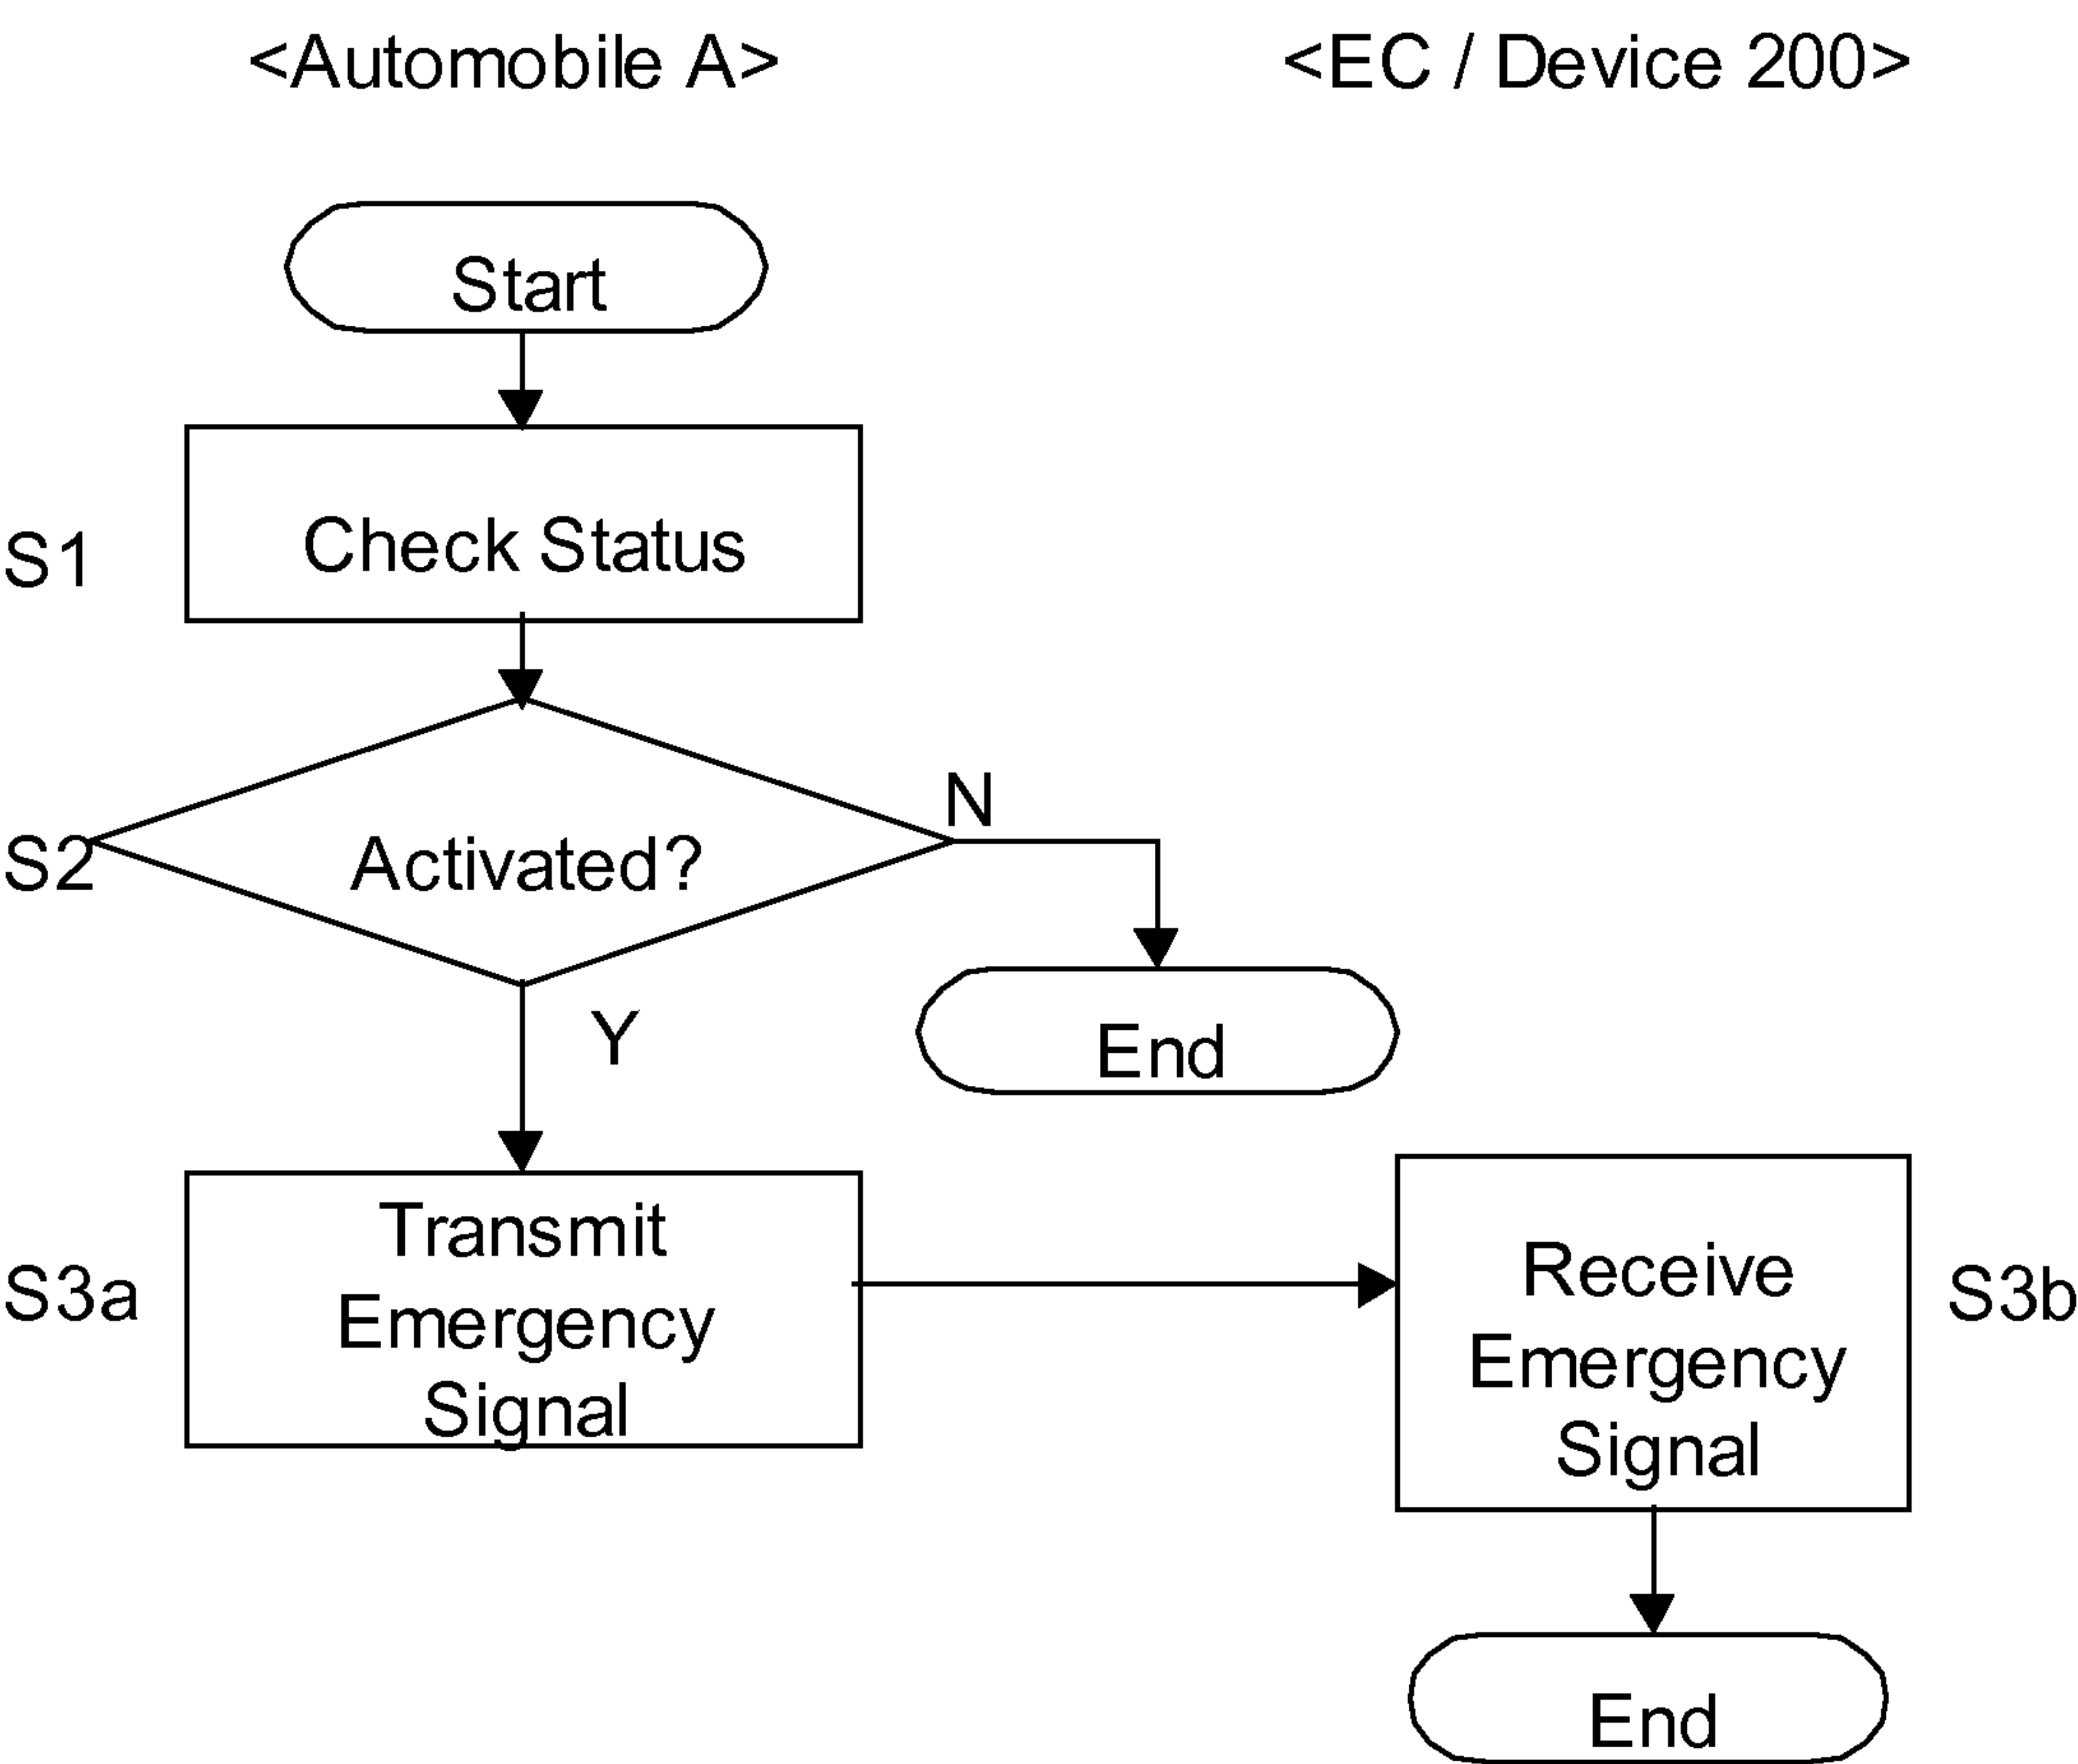 <Automobile A>
<EC / Device 200>
Start
S1
Check Status
S2
Activated?
N
End
Y
S3a
Transmit
Emergency
Signal
Receive
Emergency
Signal
S3b
End